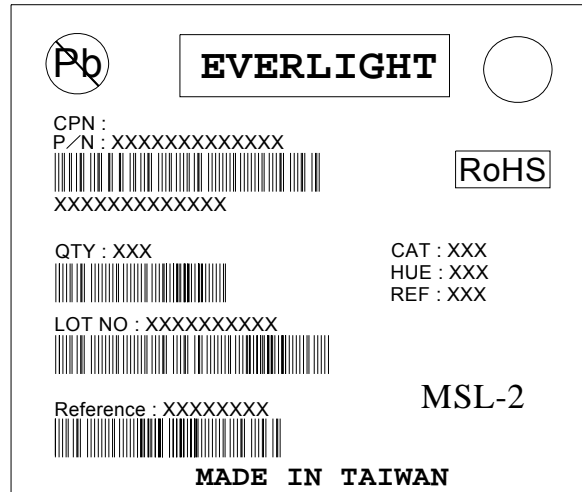 Pb
EVERLIGHT
CPN :
P/N : XXXXXXXXXXXXX
RoHS
XXXXXXXXXXXXX
QTY : XXX
CAT : XXX
HUE : XXX
REF : XXX
LOT NO : XXXXXXXXXX
MSL-2
Reference : XXXXXXXX
MADE IN TAIWAN